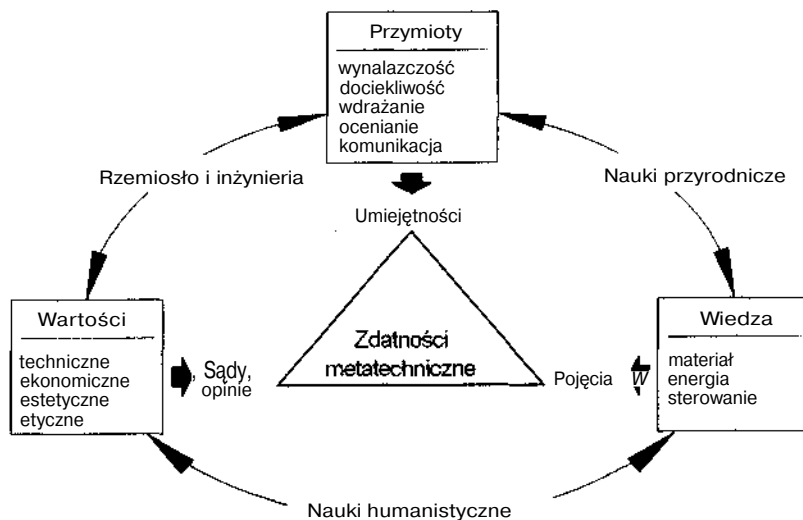 Przymioty
wynalazczość
dociekliwość
wdrażanie
ocenianie
komunikacja
Rzemiosło i inżynieria
Nauki przyrodnicze
Umiejętności
Wartości
techniczne
ekonomiczne
estetyczne
etyczne
, Sądy,
opinie
Zdatności
metatechniczne
Pojęcia
W
Wiedza
materiał
energia
sterowanie
Nauki humanistyczne